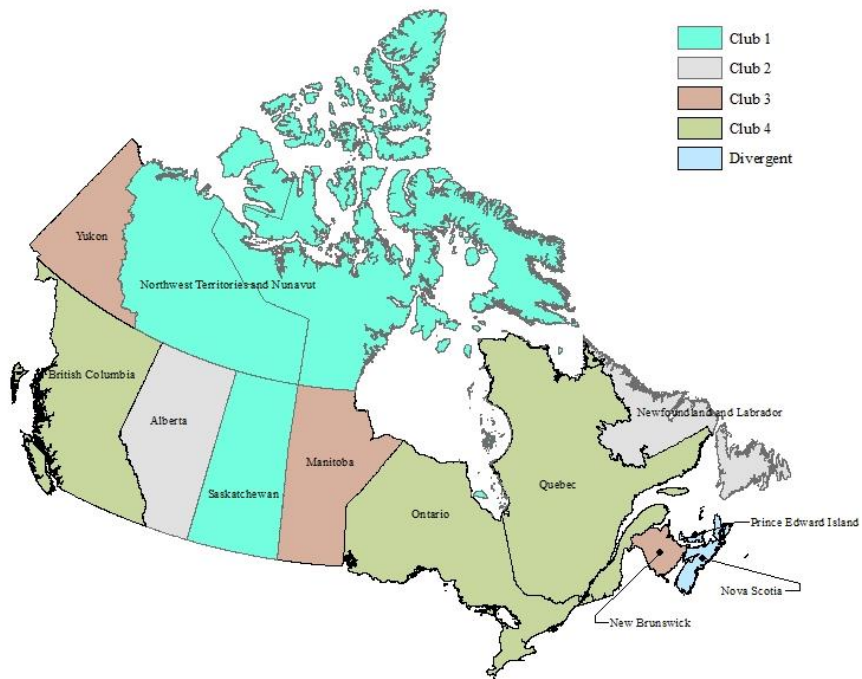 Club 1
Club 2
Club 3
Club 4
Divergent
Yukon
Northwest Territories and Nunavut
British Columbia
Alberta
Newfoundland and Labrador
Manitoba
Saskatchewan
Quebec
Ontario
Prince Edward Island
Nova Scotia
New Brunswick